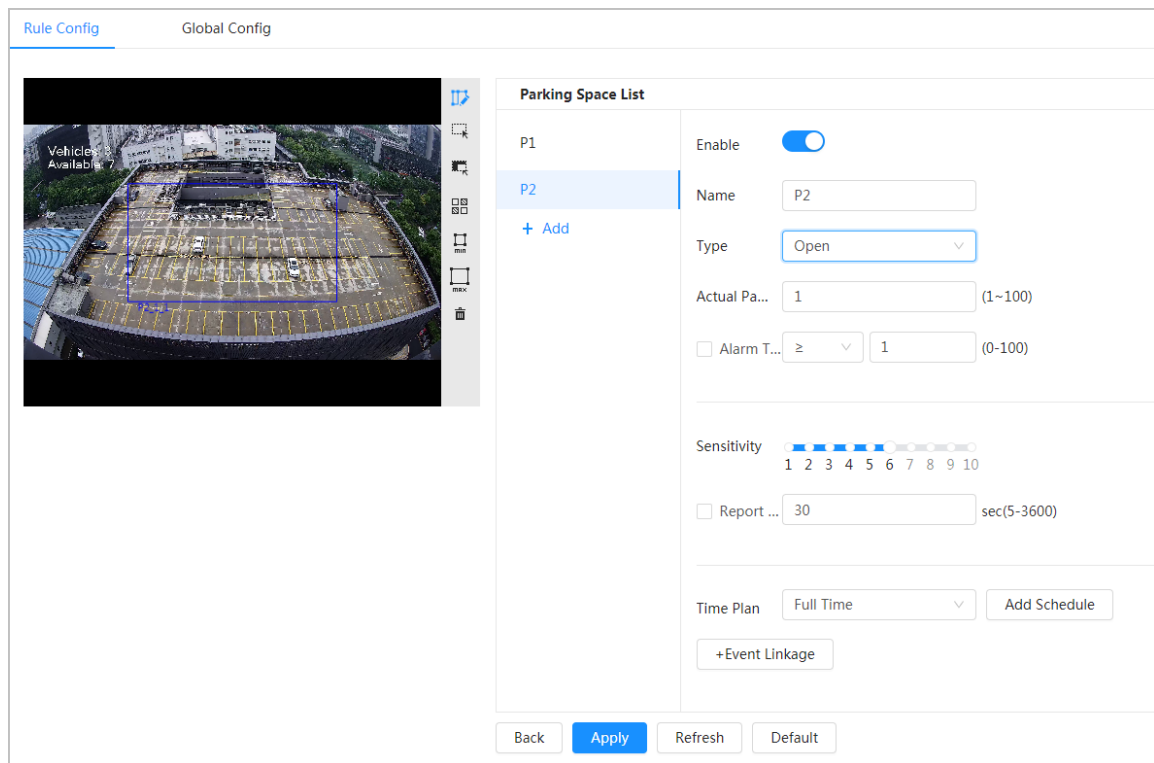 Rule Config
Global Config
Vehicles: 3
Available: 7
min
max
Parking Space List
P1
P2
+ Add
Enable
Name P2
Type Open
Actual Pa... 1 (1~100)
Alarm T... ≥ 1 (0-100)
Sensitivity
1 2 3 4 5 6 7 8 9 10
Report ... 30 sec(5-3600)
Time Plan Full Time Add Schedule
+Event Linkage
Back Apply Refresh Default